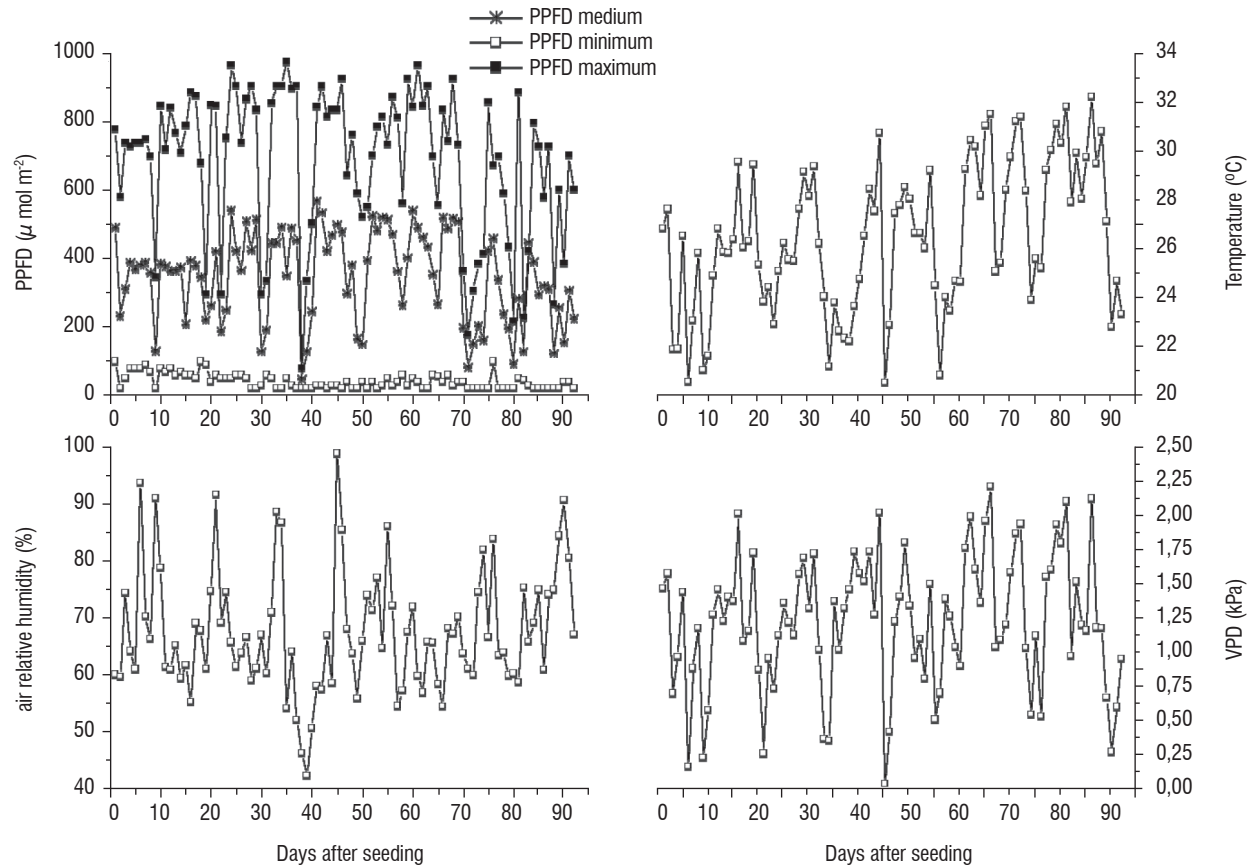 PPFD medium
PPFD minimum
PPFD maximum
1000
800
600
400
200
0
PPFD (μ mol m-2)
0 10 20 30 40 50 60 70 80 90
34
32
30
28
26
24
22
20
Temperature (ºC)
0 10 20 30 40 50 60 70 80 90
100
90
80
70
60
50
40
air relative humidity (%)
0 10 20 30 40 50 60 70 80 90
Days after seeding
2,50
2,25
2,00
1,75
1,50
1,25
1,00
0,75
0,50
0,25
0,00
VPD (kPa)
0 10 20 30 40 50 60 70 80 90
Days after seeding